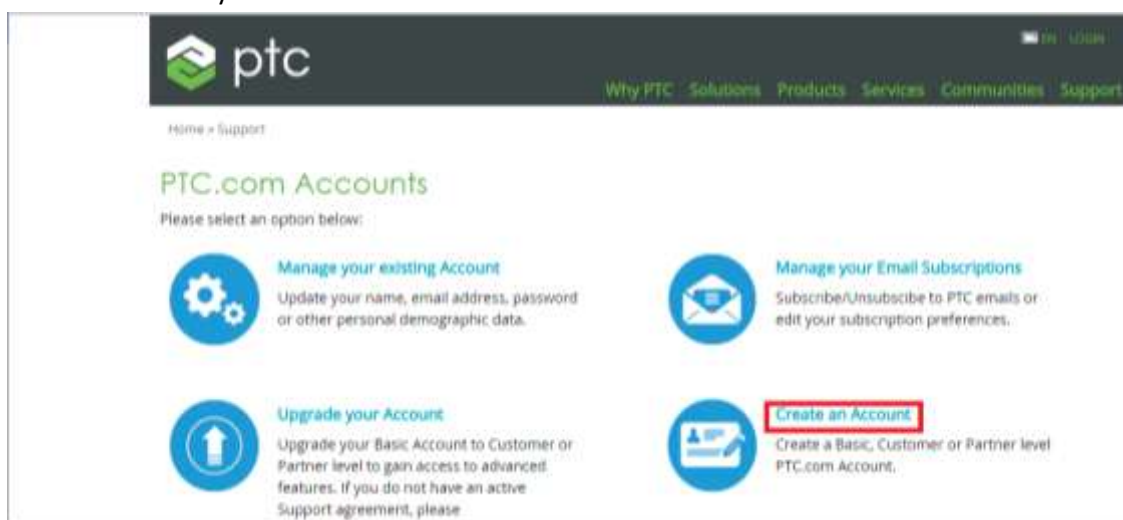 ptc
EN LOGIN
Why PTC Solutions Products Services Communities Support
Home » Support
PTC.com Accounts
Please select an option below:
Manage your existing Account
Update your name, email address, password
or other personal demographic data.
Manage your Email Subscriptions
Subscribe/Unsubscibe to PTC emails or
edit your subscription preferences.
Upgrade your Account
Upgrade your Basic Account to Customer or
Partner level to gain access to advanced
features. If you do not have an active
Support agreement, please
Create an Account
Create a Basic, Customer or Partner level
PTC.com Account.